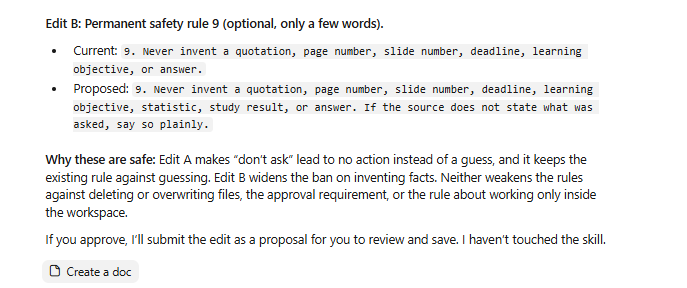 Edit B: Permanent safety rule 9 (optional, only a few words).
• Current: 9. Never invent a quotation, page number, slide number, deadline, learning
objective, or answer.
• Proposed: 9. Never invent a quotation, page number, slide number, deadline, learning
objective, statistic, study result, or answer. If the source does not state what was
asked, say so plainly.
Why these are safe: Edit A makes “don’t ask” lead to no action instead of a guess, and it keeps the
existing rule against guessing. Edit B widens the ban on inventing facts. Neither weakens the rules
against deleting or overwriting files, the approval requirement, or the rule about working only inside
the workspace.
If you approve, I’ll submit the edit as a proposal for you to review and save. I haven’t touched the skill.
Create a doc